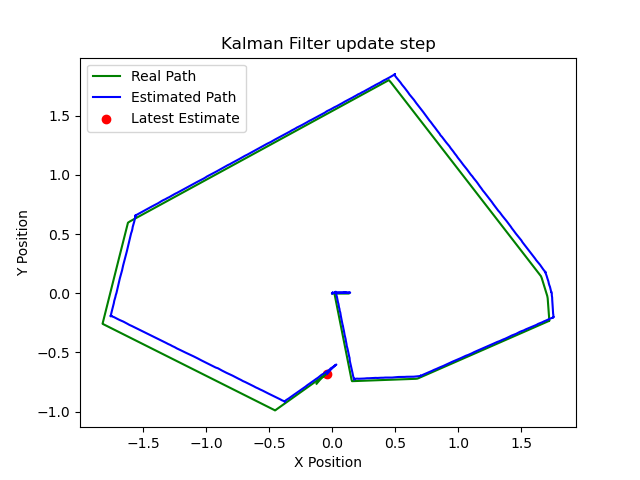 Kalman Filter update step
Real Path
Estimated Path
Latest Estimate
1.5
1.0
0.5
0.0
−0.5
−1.0
Y Position
−1.5
−1.0
−0.5
0.0
0.5
1.0
1.5
X Position